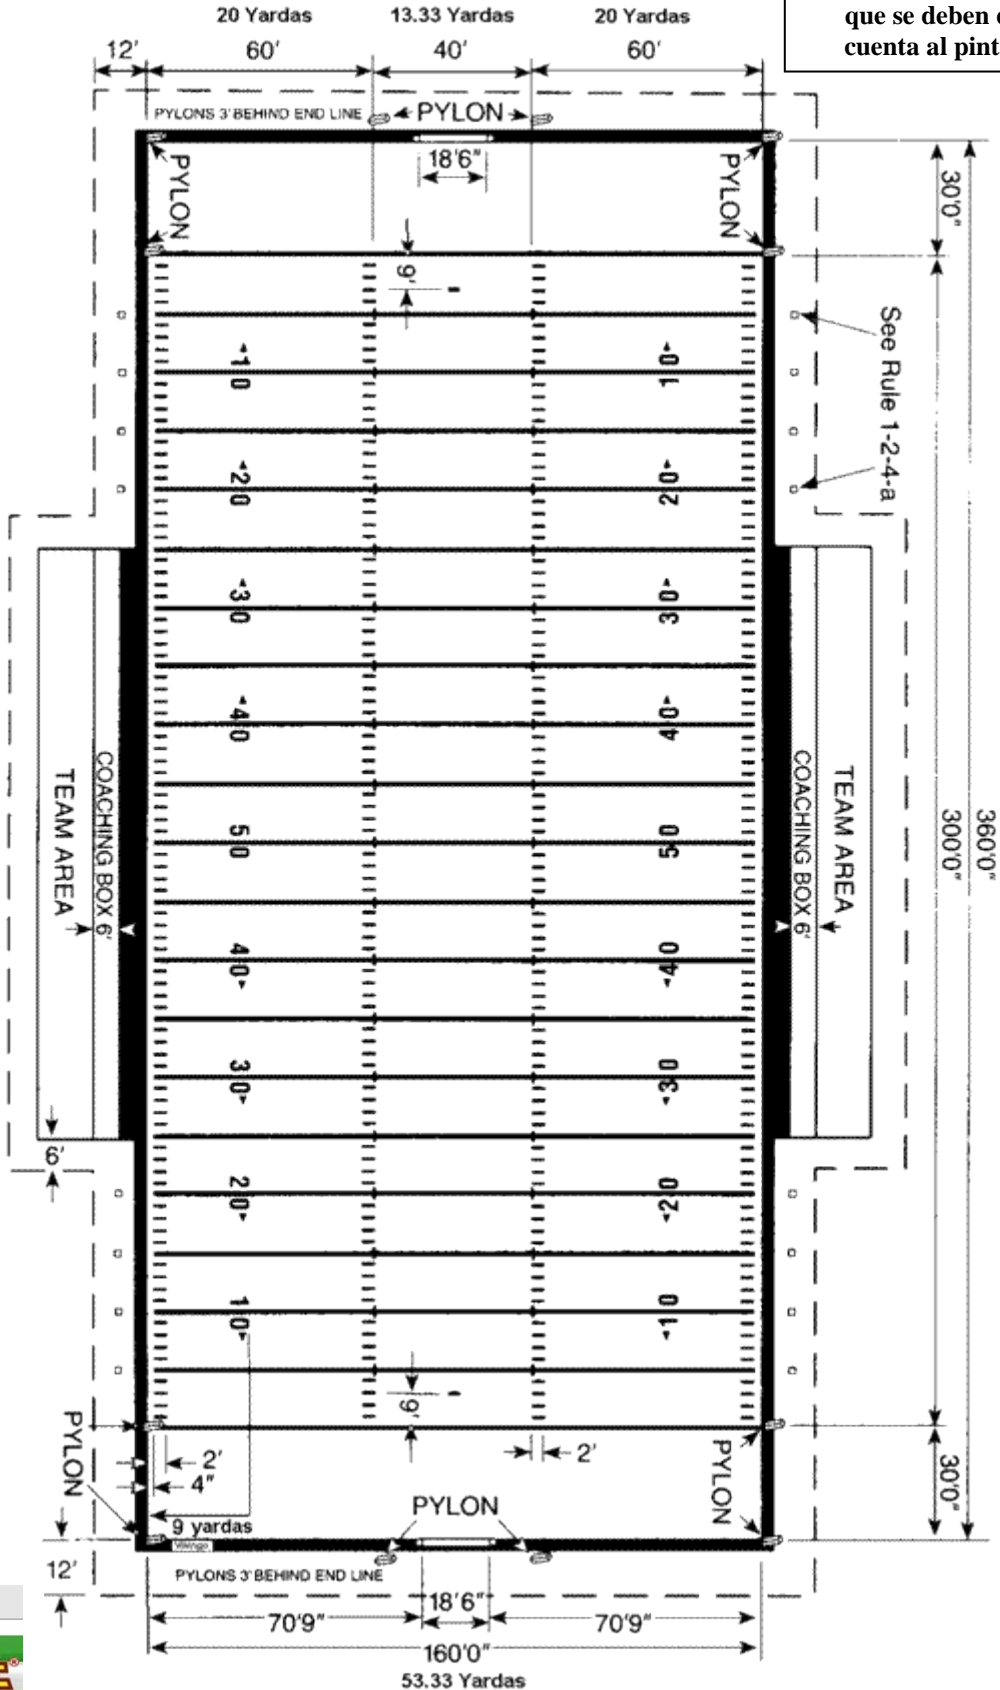 20 Yardas 13.33 Yardas 20 Yardas
que se deben
cuenta al pint
12' 60' 40' 60'
PYLONS 3' BEHIND END LINE PYLON
18'6"
PYLON PYLON
30'0"
9'
See Rule 1-2-4-a
10 10
20 20
30 30
40 40
50 50
40 40
30 30
20 20
10 10
TEAM AREA
COACHING BOX 6'
COACHING BOX 6'
TEAM AREA
300'0"
360'0"
6'
9'
PYLON
2' 2'
4"
PYLON
30'0"
PYLON
9 yardas
Vikingo
12'
PYLONS 3' BEHIND END LINE
18'6"
70'9" 70'9"
160'0"
53.33 Yardas